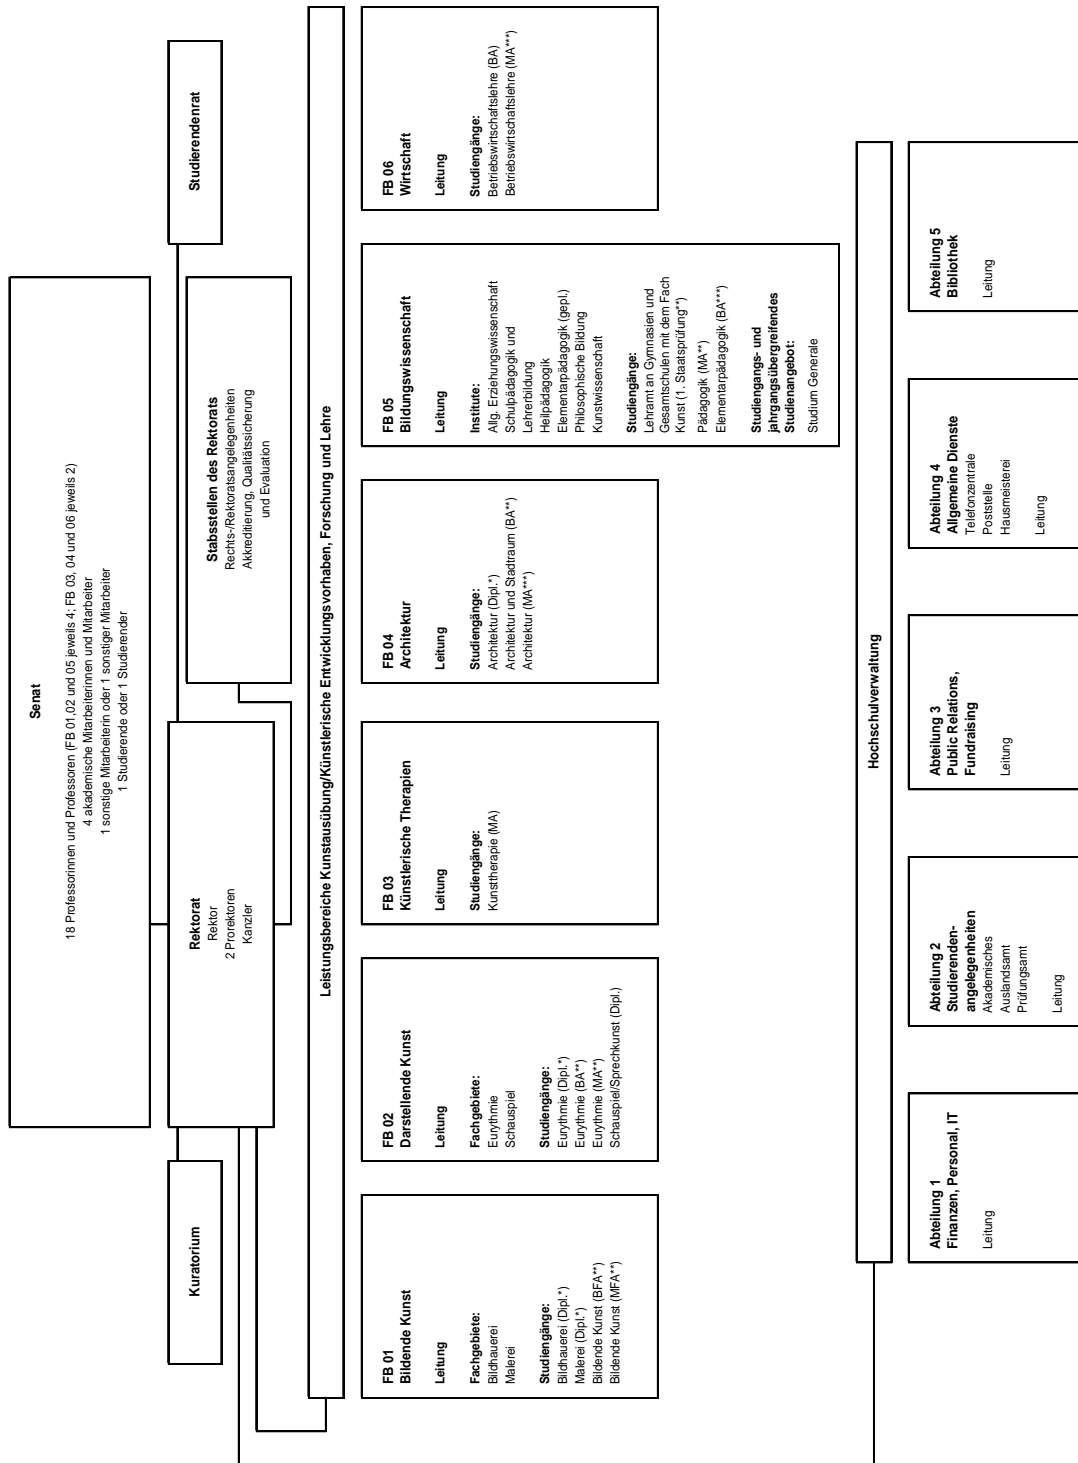 Senat
18 Professorinnen und Professoren (FB 01,02 und 05 jeweils 4; FB 03, 04 und 06 jeweils 2)
4 akademische Mitarbeiterinnen und Mitarbeiter
1 sonstige Mitarbeiterin oder 1 sonstiger Mitarbeiter
1 Studierende oder 1 Studierender
Kuratorium
Rektorat
Rektor
2 Prorektoren
Kanzler
Studierendenrat
Stabsstellen des Rektorats
Rechts-/Rektoratsangelegenheiten
Akkreditierung, Qualitätssicherung
und Evaluation
Leistungsbereiche Kunstausübung/Künstlerische Entwicklungsvorhaben, Forschung und Lehre
FB 01
Bildende Kunst
Leitung
Fachgebiete:
Bildhauerei
Malerei
Studiengänge:
Bildhauerei (Dipl.*)
Malerei (Dipl.*)
Bildende Kunst (BFA**)
Bildende Kunst (MFA**)
FB 02
Darstellende Kunst
Leitung
Fachgebiete:
Eurythmie
Schauspiel
Studiengänge:
Eurythmie (Dipl.*)
Eurythmie (BA**)
Eurythmie (MA**)
Schauspiel/Sprechkunst (Dipl.)
FB 03
Künstlerische Therapien
Leitung
Studiengänge:
Kunsttherapie (MA)
FB 04
Architektur
Leitung
Studiengänge:
Architektur (Dipl.*)
Architektur und Stadtraum (BA**)
Architektur (MA***)
FB 05
Bildungswissenschaft
Leitung
Institute:
Allg. Erziehungswissenschaft
Schulpädagogik und
Lehrerbildung
Heilpädagogik
Elementarpädagogik (gepl.)
Philosophische Bildung
Kunstwissenschaft
Studiengänge:
Lehramt an Gymnasien und
Gesamtschulen mit dem Fach
Kunst (1. Staatsprüfung**)
Pädagogik (MA**)
Elementarpädagogik (BA***)
Studiengangs- und
jahrgangsübergreifendes
Studienangebot:
Studium Generale
FB 06
Wirtschaft
Leitung
Studiengänge:
Betriebswirtschaftslehre (BA)
Betriebswirtschaftslehre (MA***)
Hochschulverwaltung
Abteilung 1
Finanzen, Personal, IT
Leitung
Abteilung 2
Studierenden-
angelegenheiten
Akademisches
Auslandsamt
Prüfungsamt
Leitung
Abteilung 3
Public Relations,
Fundraising
Leitung
Abteilung 4
Allgemeine Dienste
Telefonzentrale
Poststelle
Hausmeisterei
Leitung
Abteilung 5
Bibliothek
Leitung